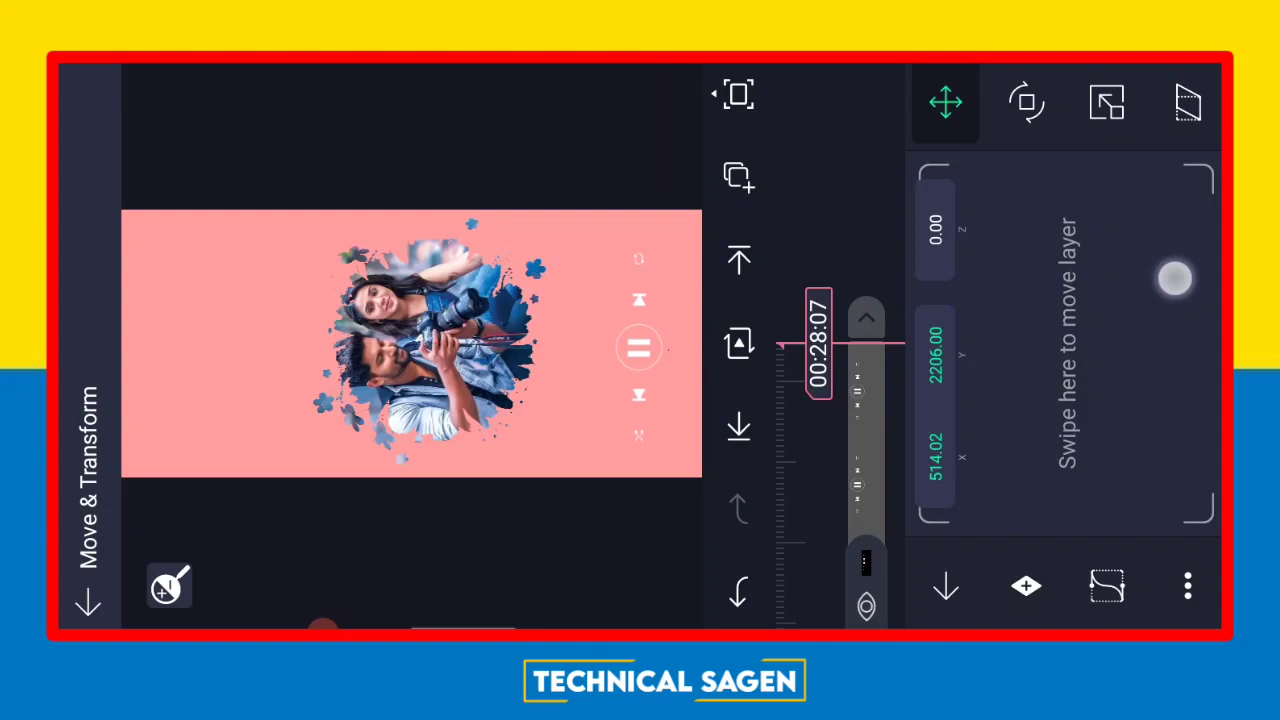 Move & Transform
00:28:07
514.02
X
2206.00
Y
0.00
Z
Swipe here to move layer
TECHNICAL SAGEN